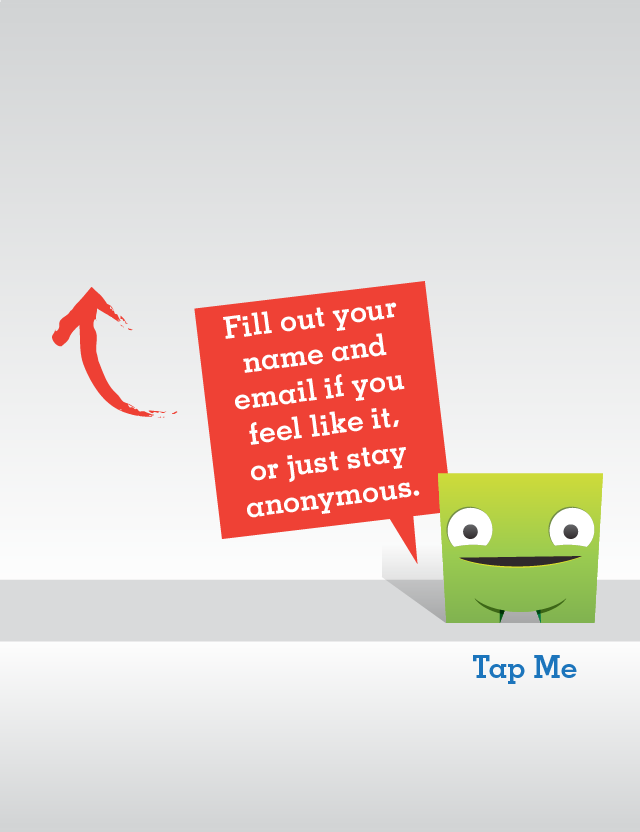 Fill out your
name and
email if you
feel like it,
or just stay
anonymous.
Tap Me